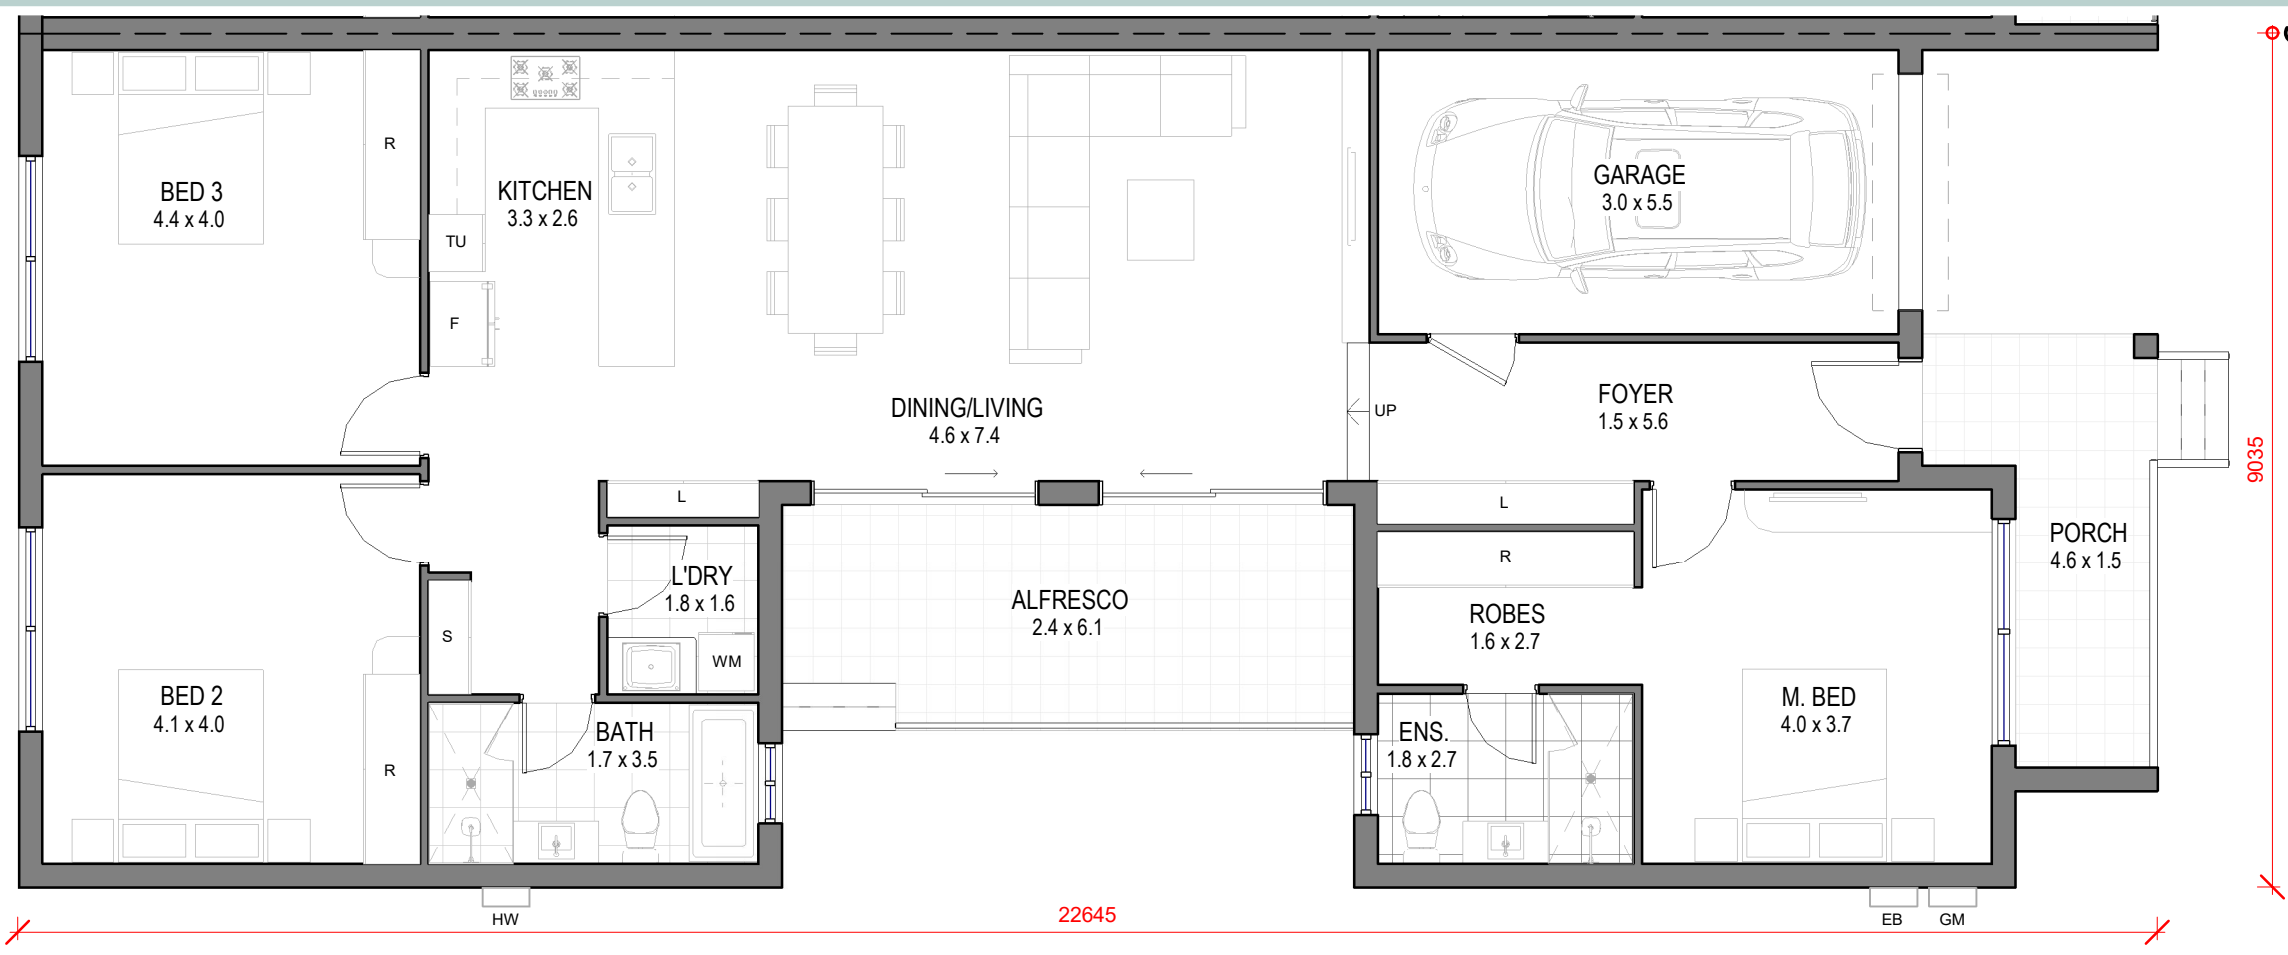 BED 3
4.4 x 4.0
R
KITCHEN
3.3 x 2.6
TU
F
DINING/LIVING
4.6 x 7.4
GARAGE
3.0 x 5.5
UP
FOYER
1.5 x 5.6
PORCH
4.6 x 1.5
9035
L
L'DRY
1.8 x 1.6
WM
S
ALFRESCO
2.4 x 6.1
L
R
ROBES
1.6 x 2.7
BED 2
4.1 x 4.0
R
BATH
1.7 x 3.5
ENS.
1.8 x 2.7
M. BED
4.0 x 3.7
HW
22645
EB
GM